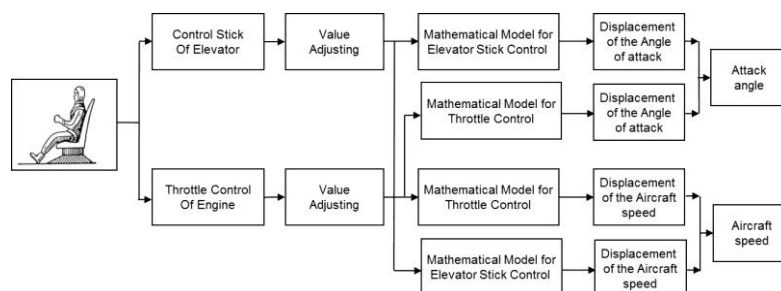 Control Stick
Of Elevator
Value
Adjusting
Mathematical Model for
Elevator Stick Control
Displacement
of the Angle
of attack
Attack
angle
Mathematical Model for
Throttle Control
Displacement
of the Angle
of attack
Throttle Control
Of Engine
Value
Adjusting
Mathematical Model for
Throttle Control
Displacement
of the Aircraft
speed
Aircraft
speed
Mathematical Model for
Elevator Stick Control
Displacement
of the Aircraft
speed